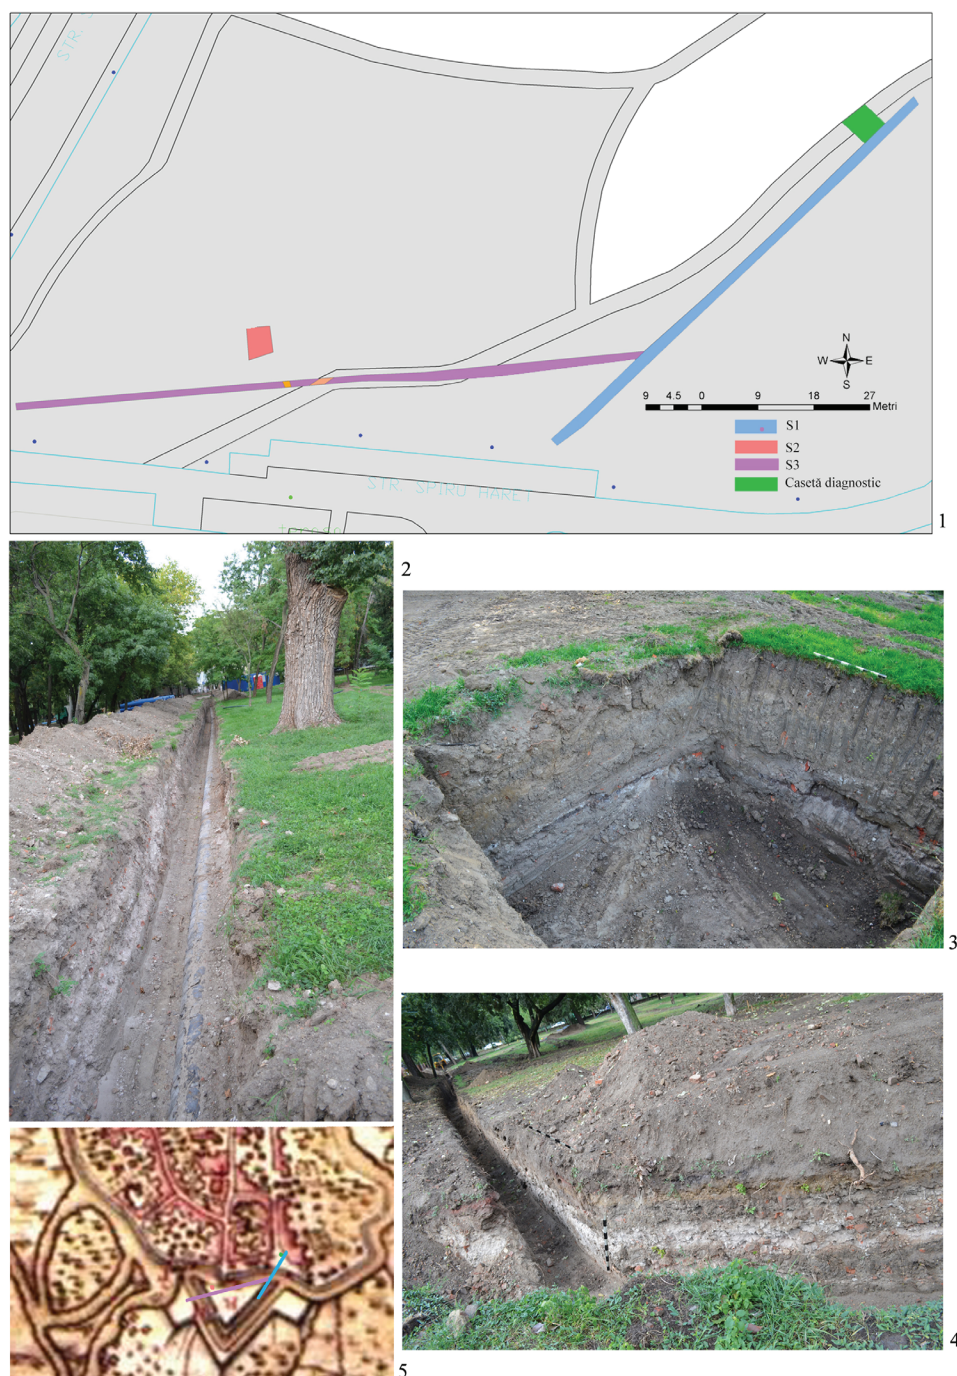 1
STR. S
N
W E
S
9 4.5 0 9 18 27
Metri
S1
S2
S3
Casetă diagnostic
STR. SPIRU HARET
2
3
4
5